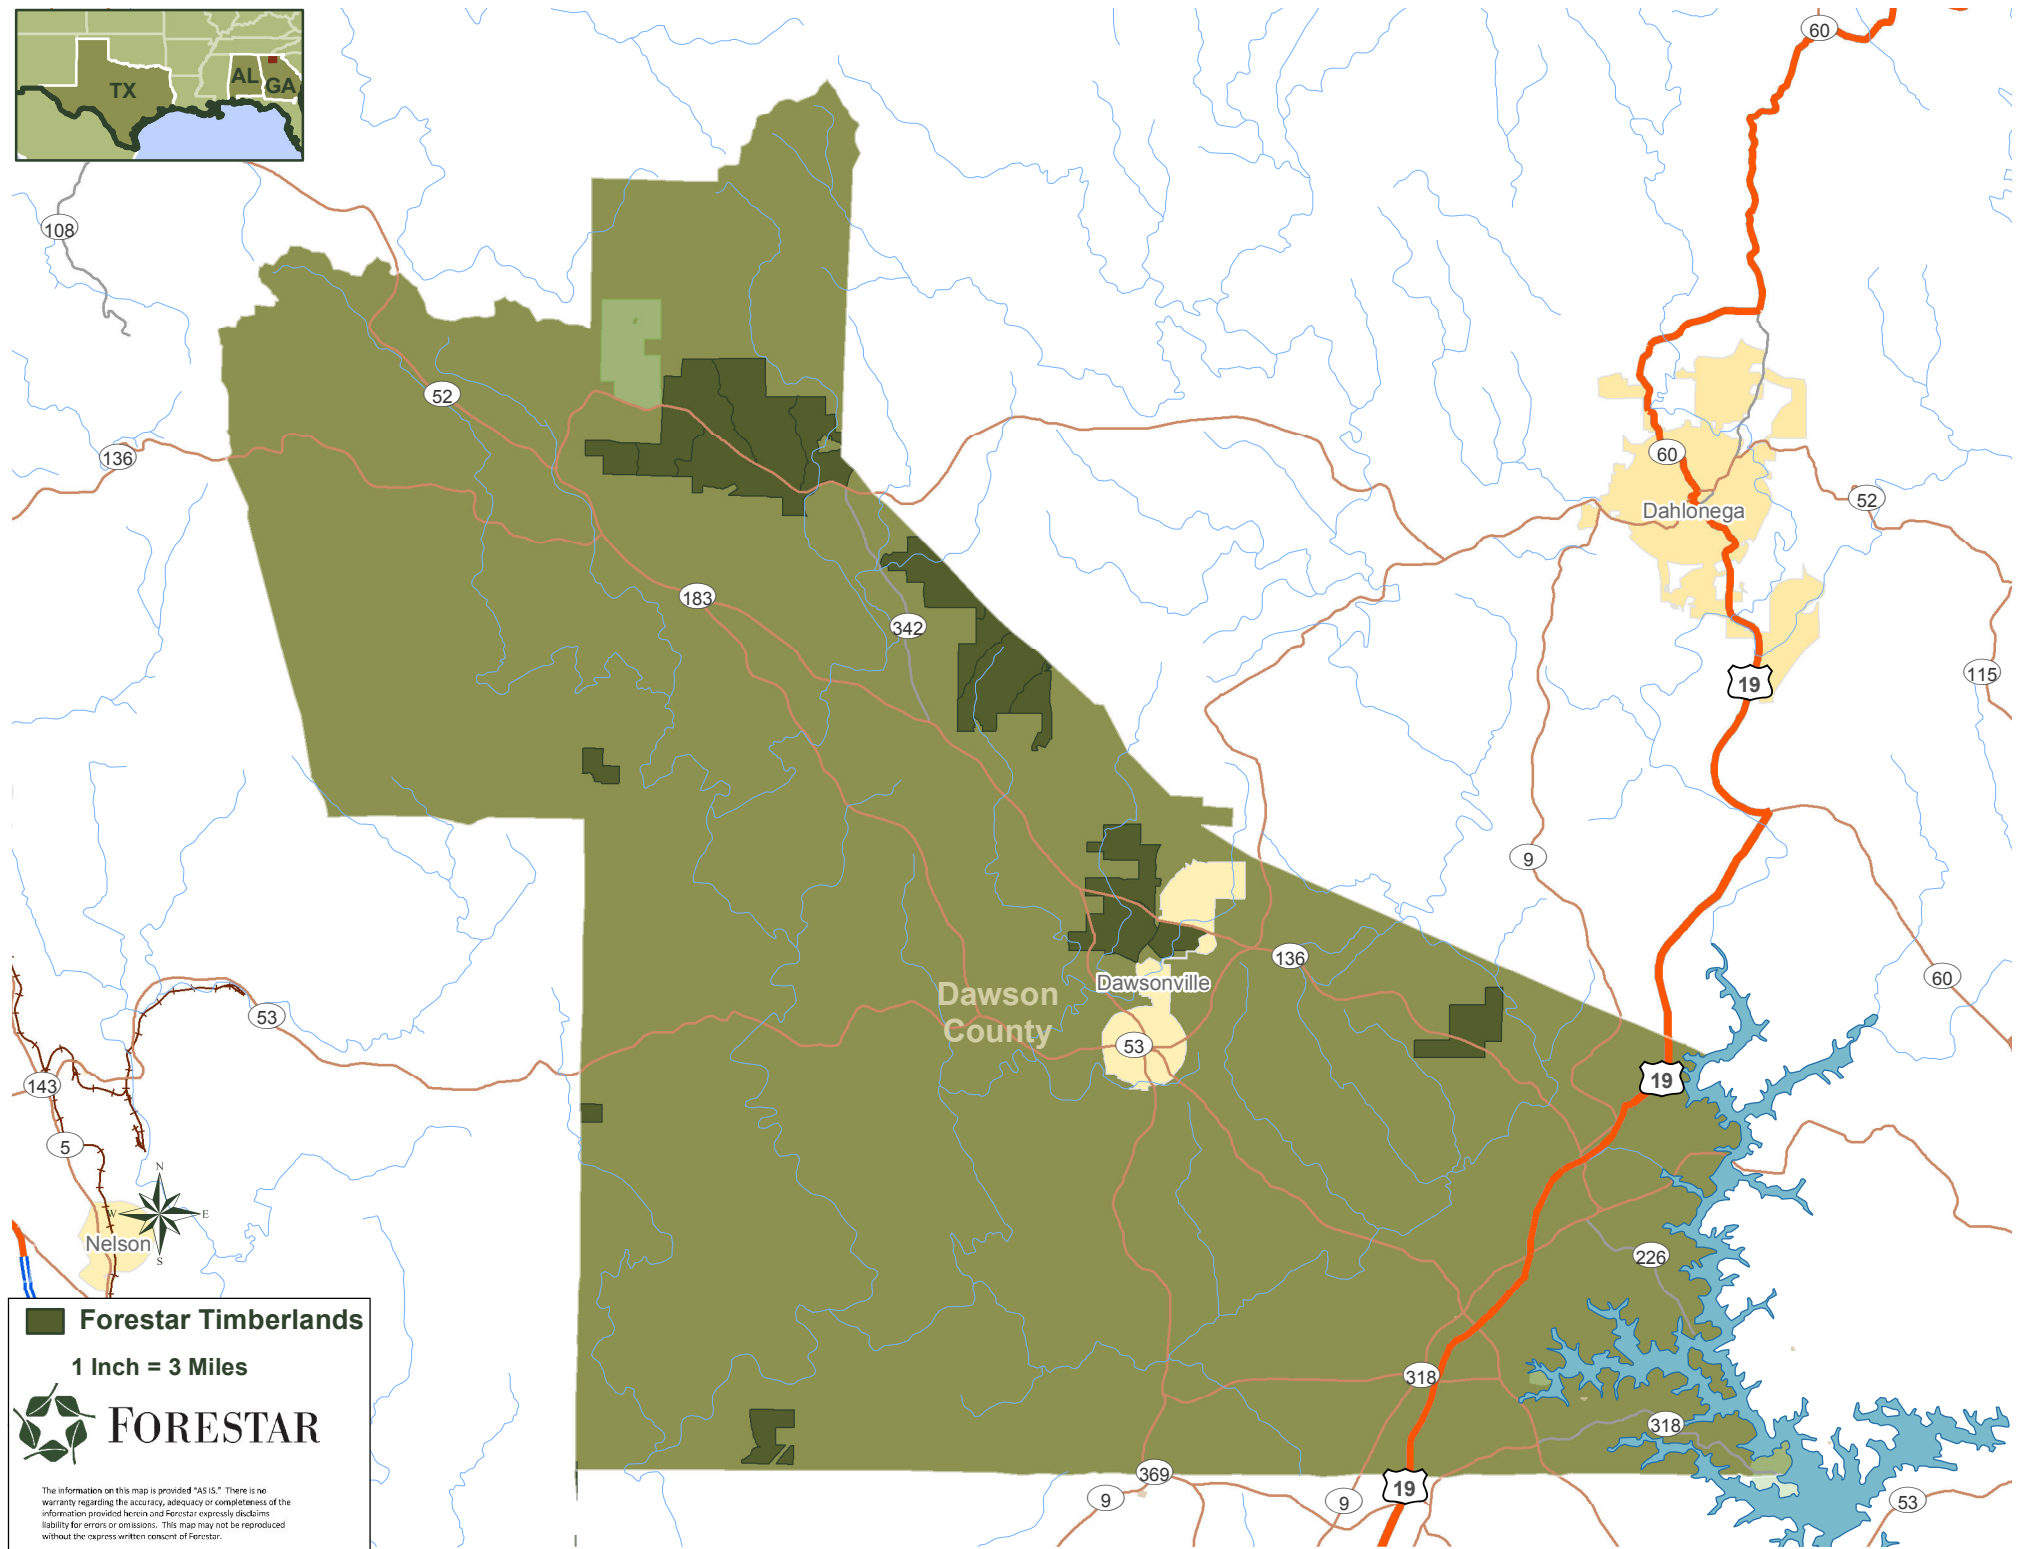 TX
AL
GA
60
108
52
136
60
Dahlonega
52
183
342
115
19
9
136
60
Dawson
County
Dawsonville
53
53
143
19
5
N
W
E
S
Nelson
226
Forestar Timberlands
1 Inch = 3 Miles
318
FORESTAR
318
369
9
9
19
53
The information on this map is provided "AS IS." There is no
warranty regarding the accuracy, adequacy or completeness of the
information provided herein and Forestar expressly disclaims
liability for errors or omissions. This map may not be reproduced
without the express written consent of Forestar.